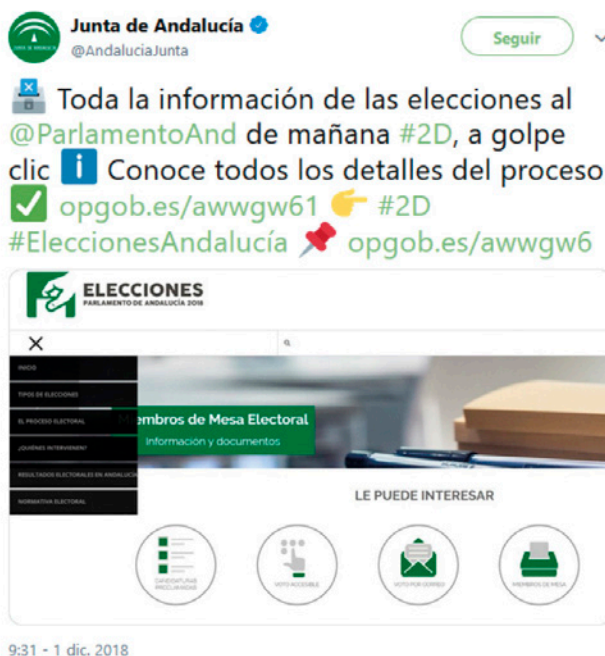 Junta de Andalucía
@AndaluciaJunta
Seguir
Toda la información de las elecciones al
@ParlamentoAnd de mañana #2D, a golpe
clic Conoce todos los detalles del proceso
opgob.es/awwgw61 #2D
#EleccionesAndalucía opgob.es/awwgw6
ELECCIONES
PARLAMENTO DE ANDALUCÍA 2018
INICIO
TIPOS DE ELECCIONES
EL PROCESO ELECTORAL
¿QUIÉNES INTERVIENEN?
RESULTADOS ELECTORALES EN ANDALUCÍA
NORMATIVA ELECTORAL
embros de Mesa Electoral
Información y documentos
LE PUEDE INTERESAR
CANDIDATURAS
PROCLAMADAS
VOTO ACCESIBLE
VOTO POR CORREO
MIEMBROS DE MESA
9:31 - 1 dic. 2018